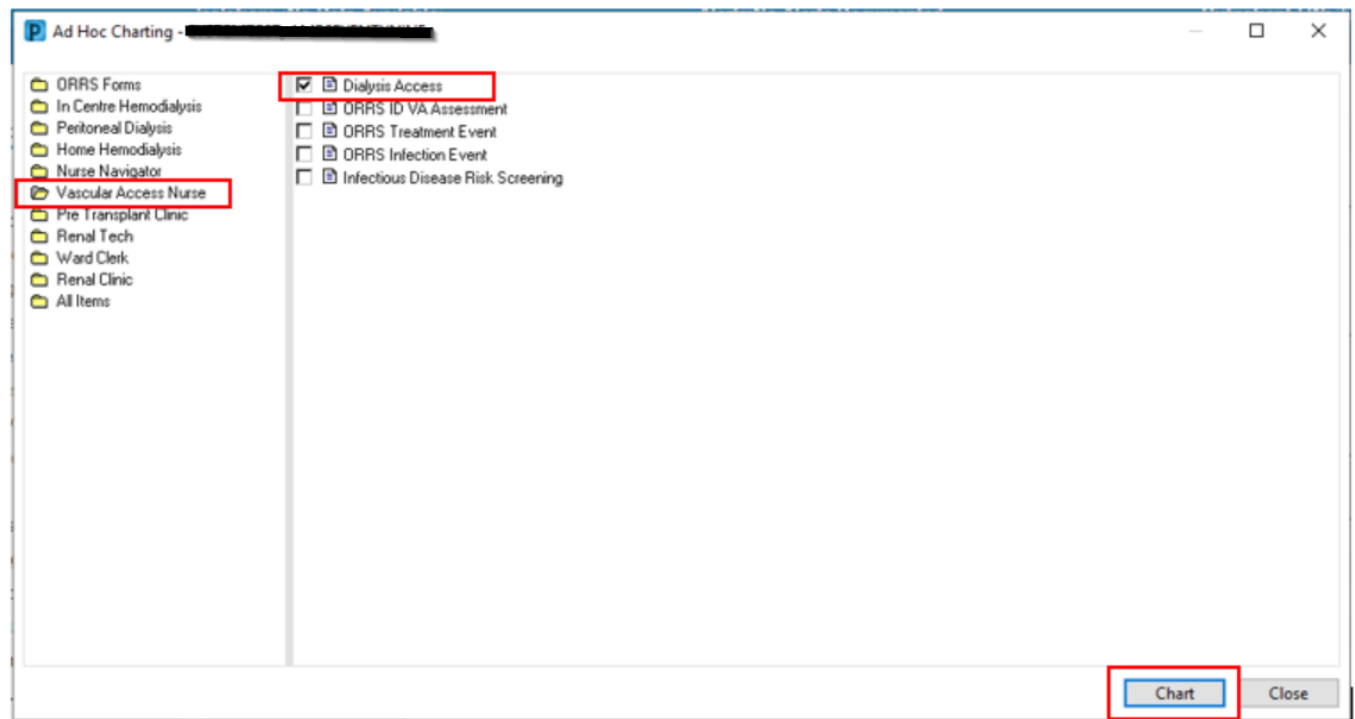 P Ad Hoc Charting -
ORRS Forms
In Centre Hemodialysis
Peritoneal Dialysis
Home Hemodialysis
Nurse Navigator
Vascular Access Nurse
Pre Transplant Clinic
Renal Tech
Ward Clerk
Renal Clinic
All Items
Dialysis Access
ORRS ID VA Assessment
ORRS Treatment Event
ORRS Infection Event
Infectious Disease Risk Screening
Chart Close